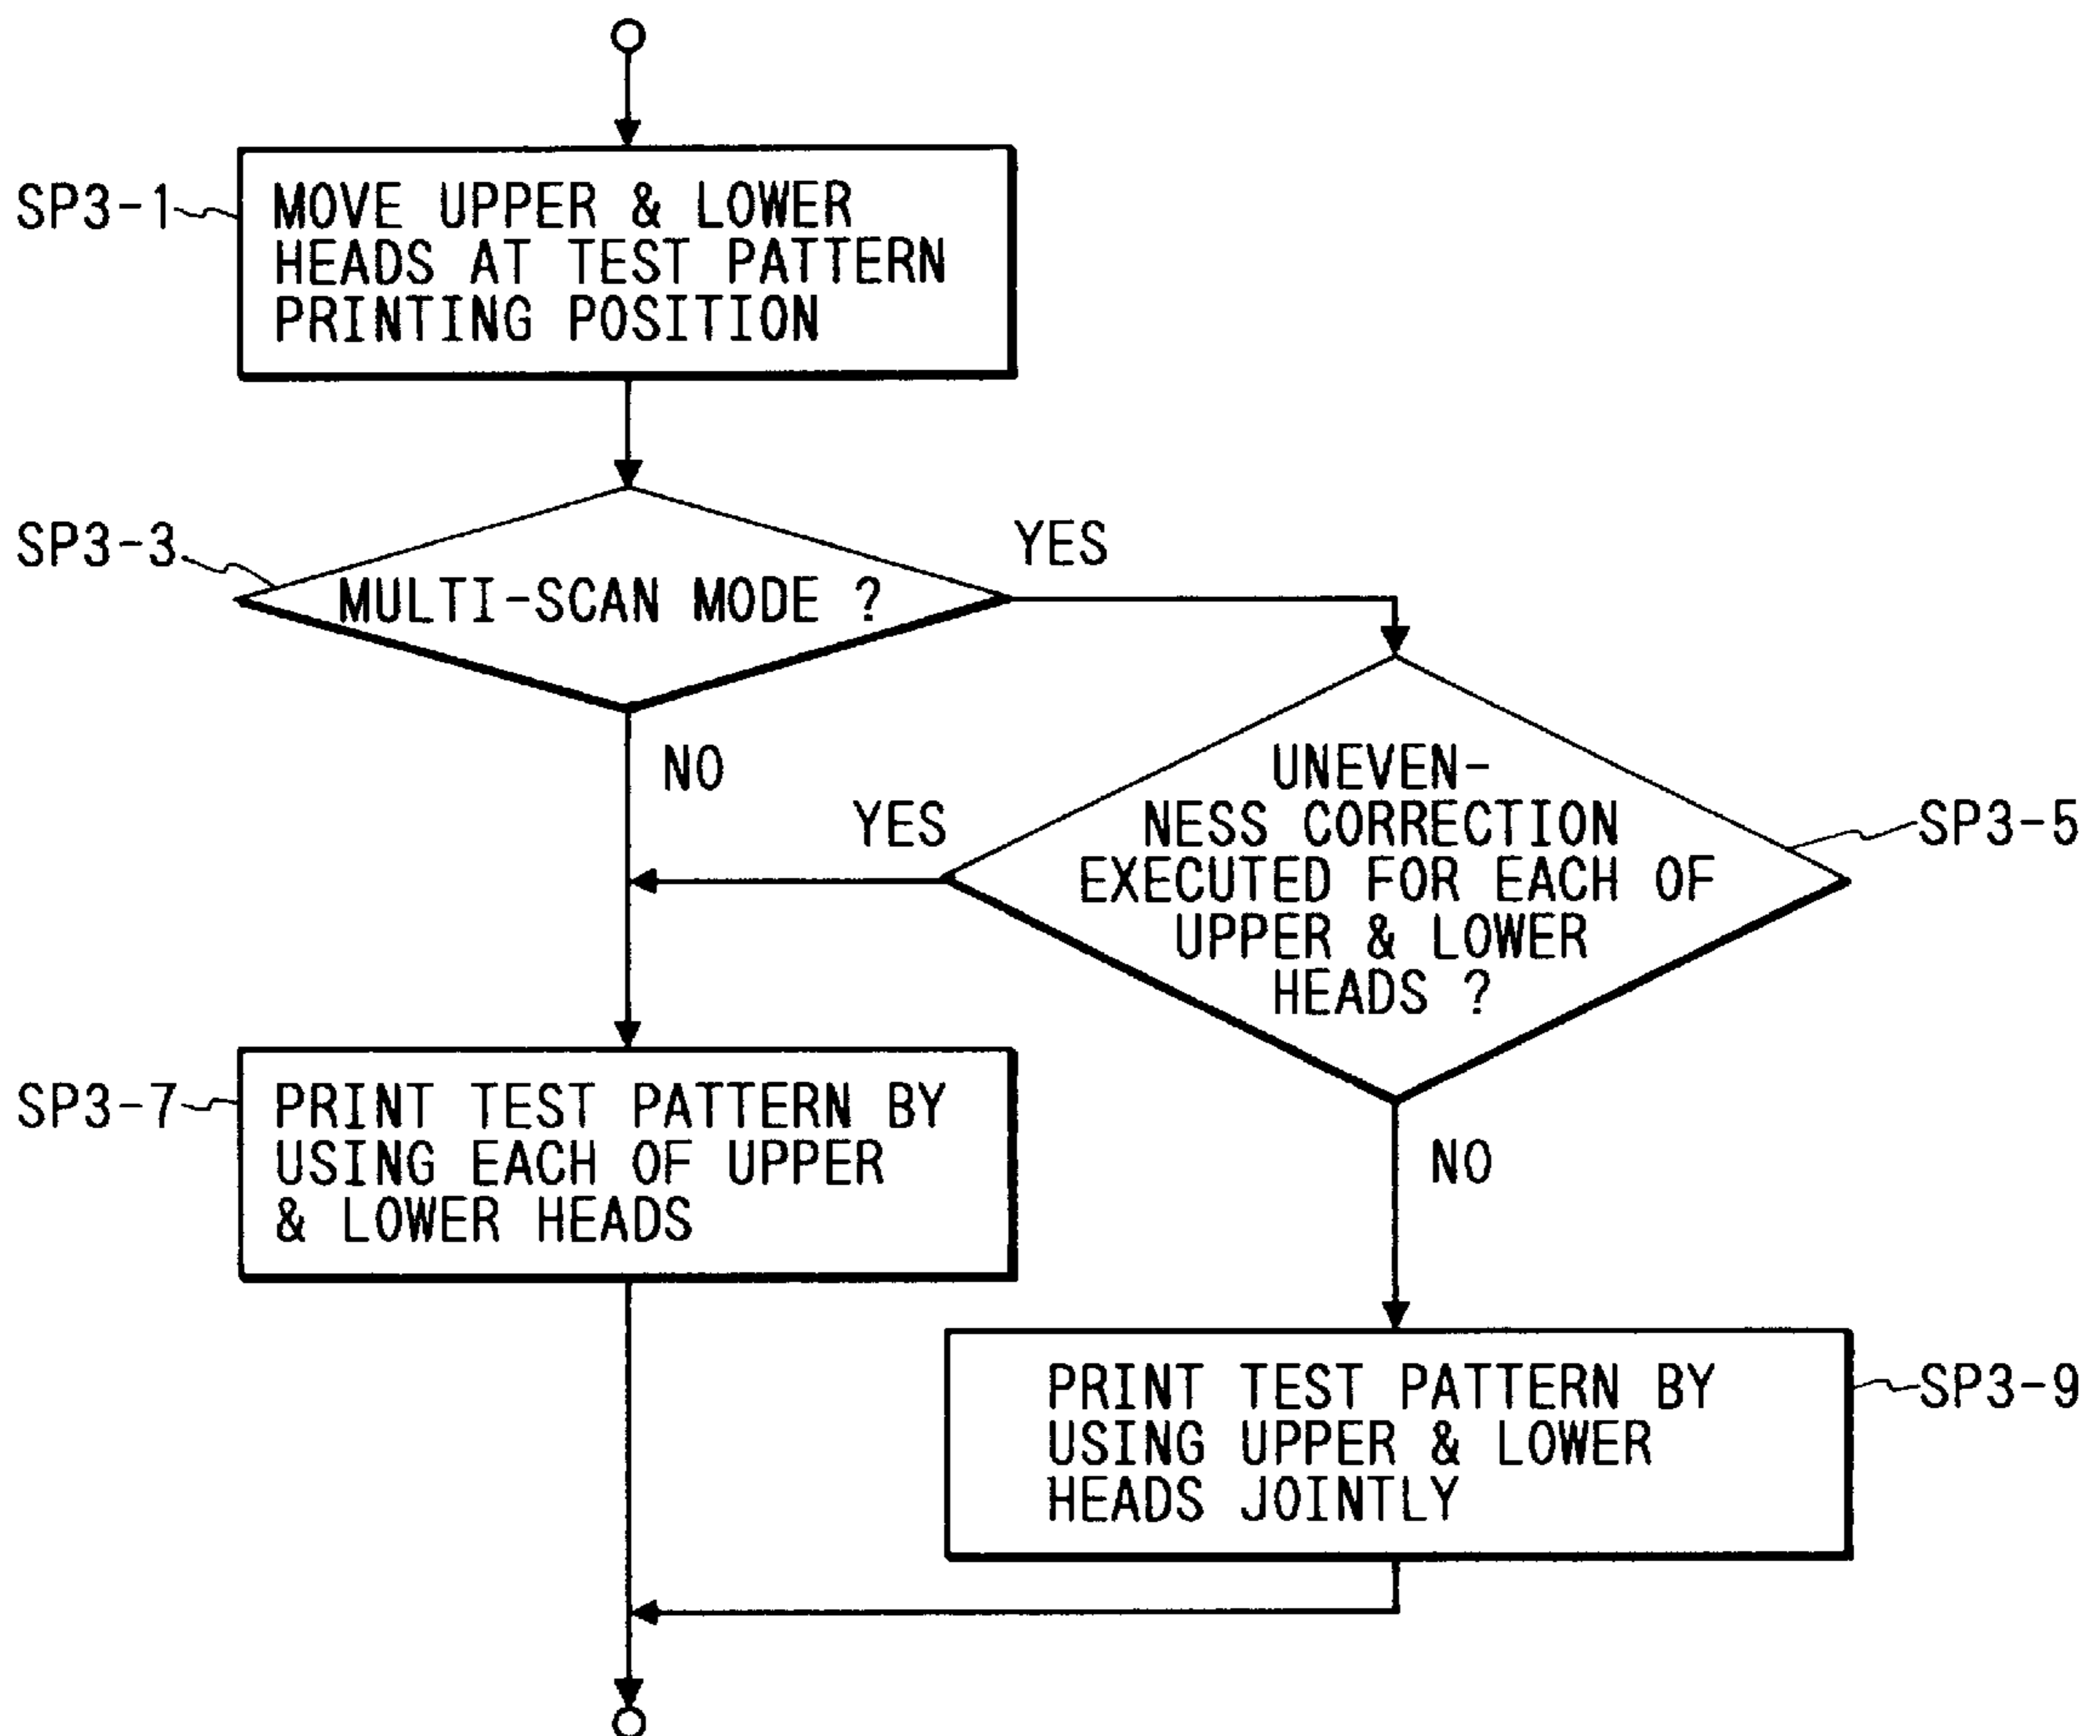 SP3-1
MOVE UPPER & LOWER
HEADS AT TEST PATTERN
PRINTING POSITION
SP3-3
MULTI-SCAN MODE ?
YES
NO
UNEVEN-
NESS CORRECTION
EXECUTED FOR EACH OF
UPPER & LOWER
HEADS ?
SP3-5
YES
NO
SP3-7
PRINT TEST PATTERN BY
USING EACH OF UPPER
& LOWER HEADS
PRINT TEST PATTERN BY
USING UPPER & LOWER
HEADS JOINTLY
SP3-9